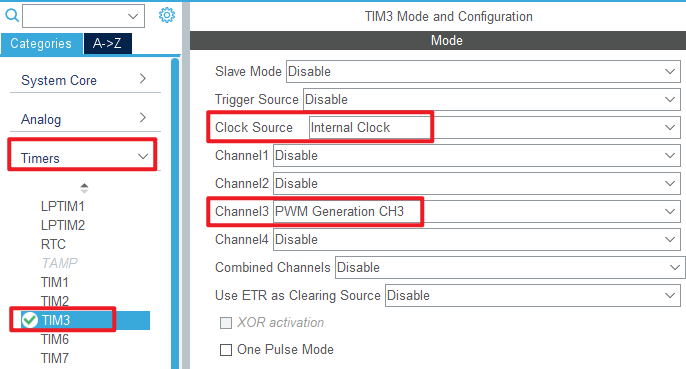 Categories
A->Z
System Core
Analog
Timers
LPTIM1
LPTIM2
RTC
TAMP
TIM1
TIM2
TIM3
TIM6
TIM7
TIM3 Mode and Configuration
Mode
Slave Mode Disable
Trigger Source Disable
Clock Source Internal Clock
Channel1 Disable
Channel2 Disable
Channel3 PWM Generation CH3
Channel4 Disable
Combined Channels Disable
Use ETR as Clearing Source Disable
XOR activation
One Pulse Mode